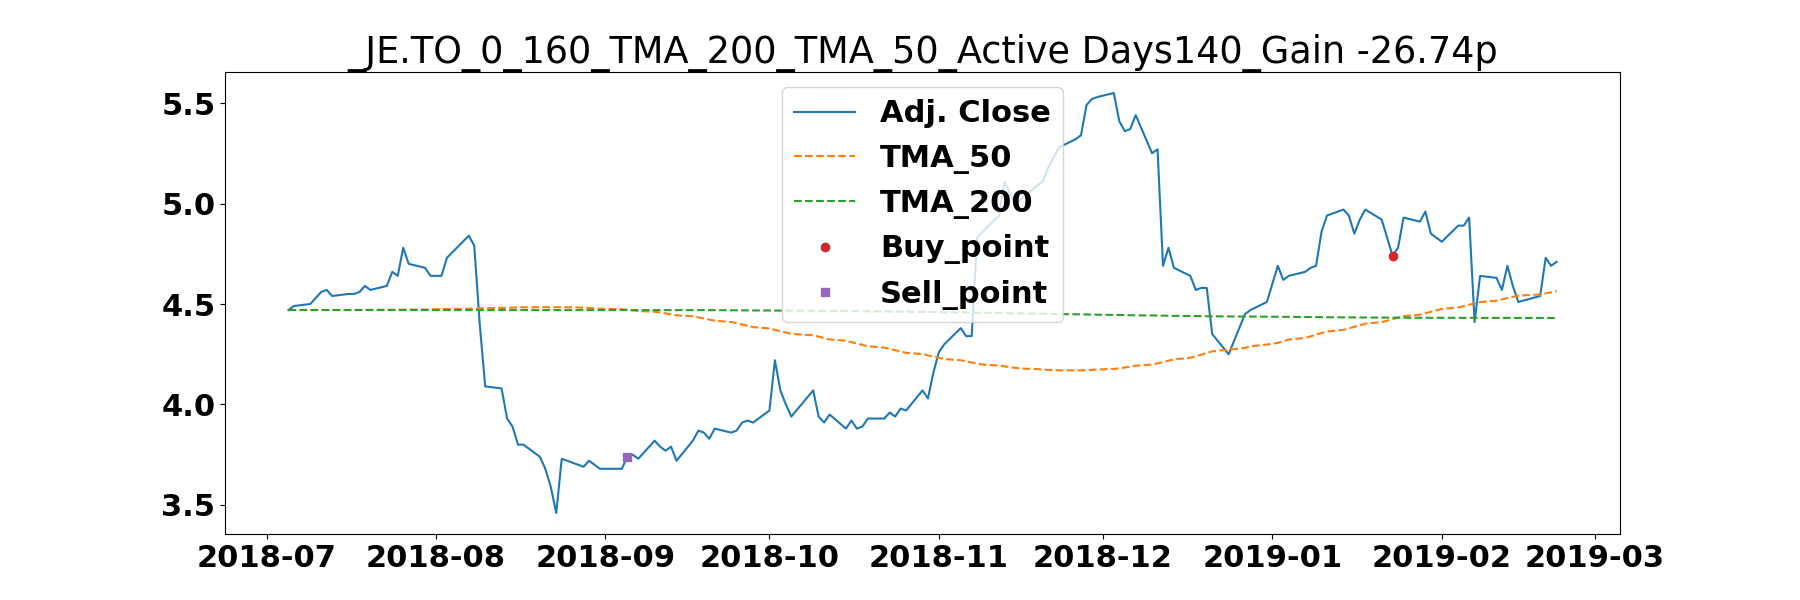 _JE.TO_0_160_TMA_200_TMA_50_Active Days140_Gain -26.74p
5.5
5.0
4.5
4.0
3.5
Adj. Close
TMA_50
TMA_200
Buy_point
Sell_point
2018-07 2018-08 2018-09 2018-10 2018-11 2018-12 2019-01 2019-02 2019-03